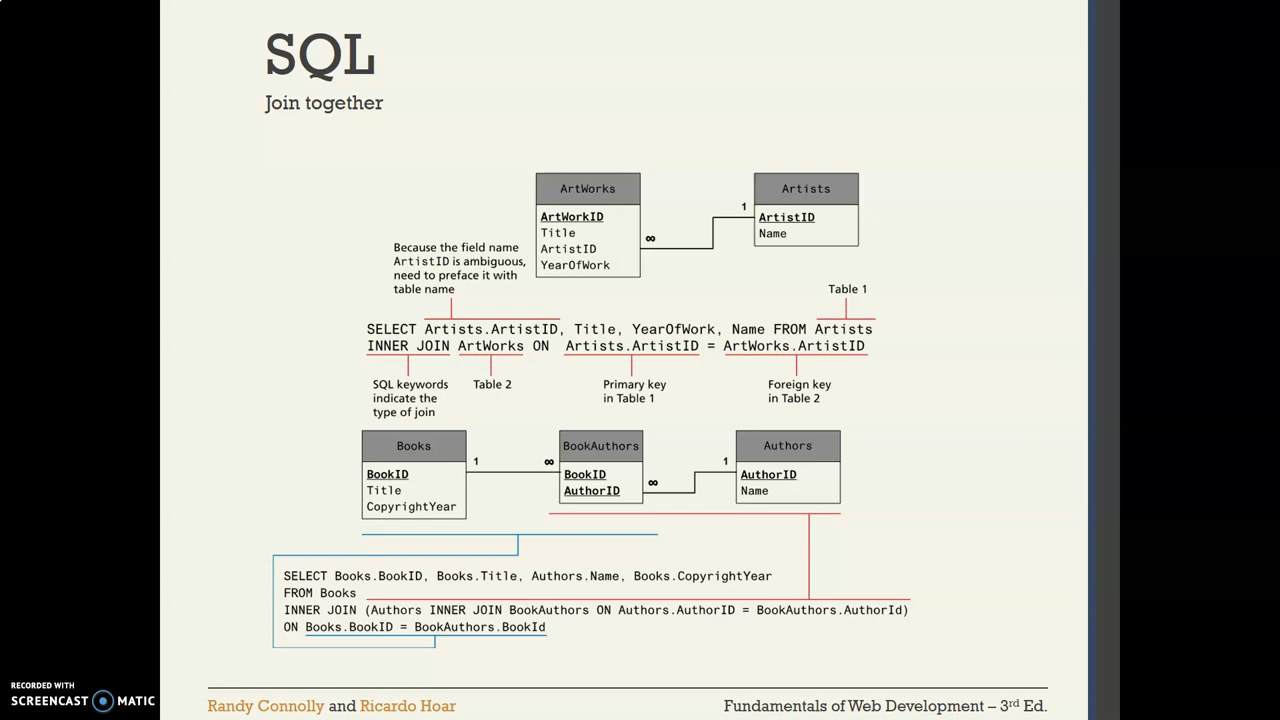 SQL
Join together
ArtWorks
ArtWorkID
Title
ArtistID
YearOfWork
Artists
ArtistID
Name
1
∞
Because the field name
ArtistID is ambiguous,
need to preface it with
table name
Table 1
SELECT Artists.ArtistID, Title, YearOfWork, Name FROM Artists
INNER JOIN ArtWorks ON Artists.ArtistID = ArtWorks.ArtistID
SQL keywords
indicate the
type of join
Table 2
Primary key
in Table 1
Foreign key
in Table 2
Books
BookID
Title
CopyrightYear
1
∞
BookAuthors
BookID
AuthorID
∞
1
Authors
AuthorID
Name
SELECT Books.BookID, Books.Title, Authors.Name, Books.CopyrightYear
FROM Books
INNER JOIN (Authors INNER JOIN BookAuthors ON Authors.AuthorID = BookAuthors.AuthorId)
ON Books.BookID = BookAuthors.BookId
RECORDED WITH
SCREENCAST MATIC
Randy Connolly and Ricardo Hoar
Fundamentals of Web Development – 3rd Ed.